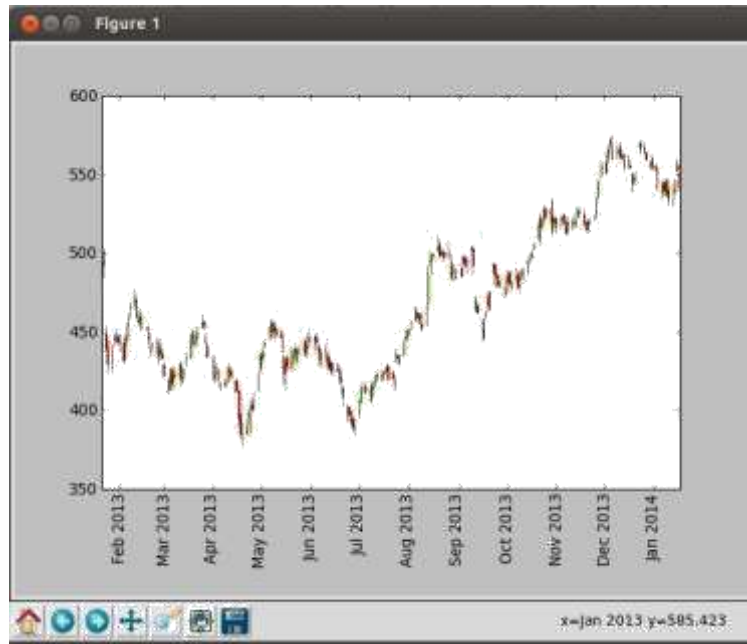 Figure 1
600
550
500
450
400
350
Feb 2013
Mar 2013
Apr 2013
May 2013
Jun 2013
Jul 2013
Aug 2013
Sep 2013
Oct 2013
Nov 2013
Dec 2013
Jan 2014
x=Jan 2013 y=585.423